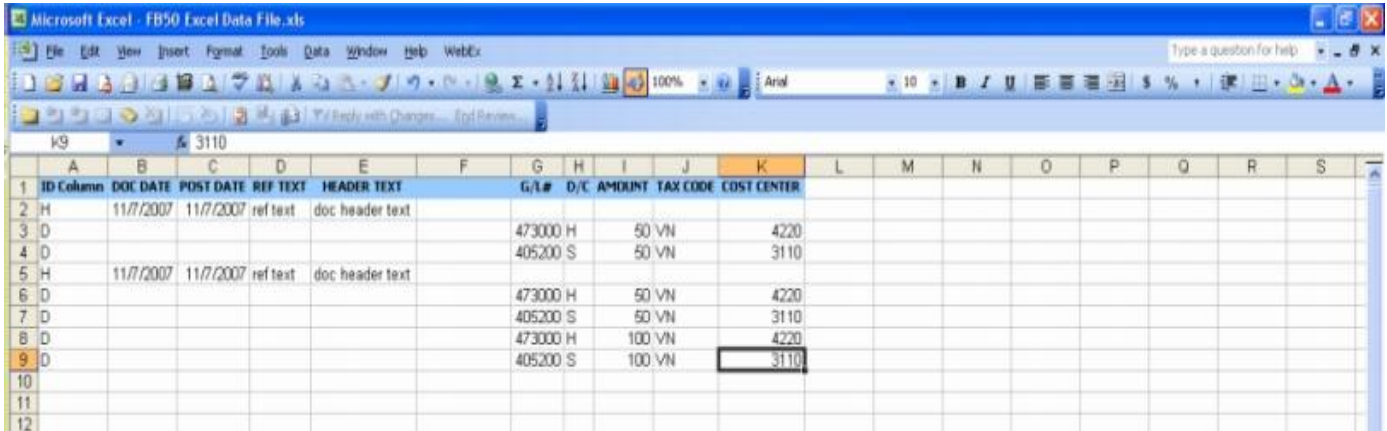 Microsoft Excel - FB50 Excel Data File.xls
File Edit View Insert Format Tools Data Window Help WebEx Type a question for help
100% Arial 10 B I U $ % ,
Reply with Changes... End Review...
K9 fx 3110
A B C D E F G H I J K L M N O P Q R S
1 ID Column DOC DATE POST DATE REF TEXT HEADER TEXT G/L# D/C AMOUNT TAX CODE COST CENTER
2 H 11/7/2007 11/7/2007 ref text doc header text
3 D 473000 H 50 VN 4220
4 D 405200 S 50 VN 3110
5 H 11/7/2007 11/7/2007 ref text doc header text
6 D 473000 H 50 VN 4220
7 D 405200 S 50 VN 3110
8 D 473000 H 100 VN 4220
9 D 405200 S 100 VN 3110
10
11
12